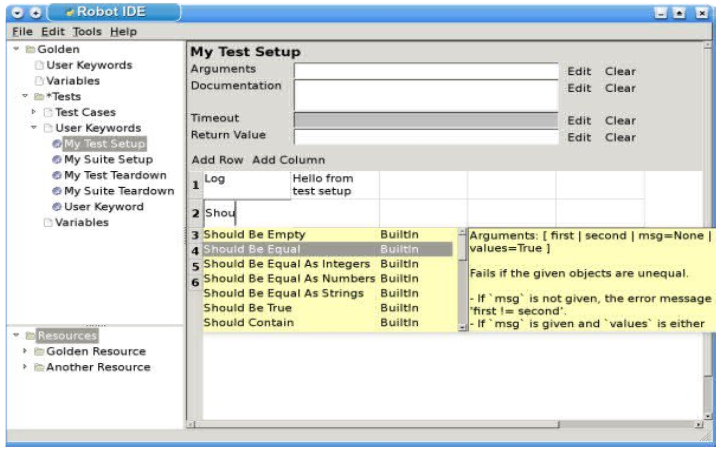 Robot IDE
File Edit Tools Help
Golden
User Keywords
Variables
*Tests
Test Cases
User Keywords
My Test Setup
My Suite Setup
My Test Teardown
My Suite Teardown
User Keyword
Variables
Resources
Golden Resource
Another Resource
My Test Setup
Arguments Edit Clear
Documentation Edit Clear
Timeout Edit Clear
Return Value Edit Clear
Add Row Add Column
1 Log Hello from
test setup
2 Shou
3 Should Be Empty BuiltIn
4 Should Be Equal BuiltIn
5 Should Be Equal As Integers BuiltIn
6 Should Be Equal As Numbers BuiltIn
Should Be Equal As Strings BuiltIn
Should Be True BuiltIn
Should Contain BuiltIn
Arguments: [ first | second | msg=None |
values=True ]
Fails if the given objects are unequal.
- If `msg` is not given, the error message
'first != second'.
- If `msg` is given and `values` is either